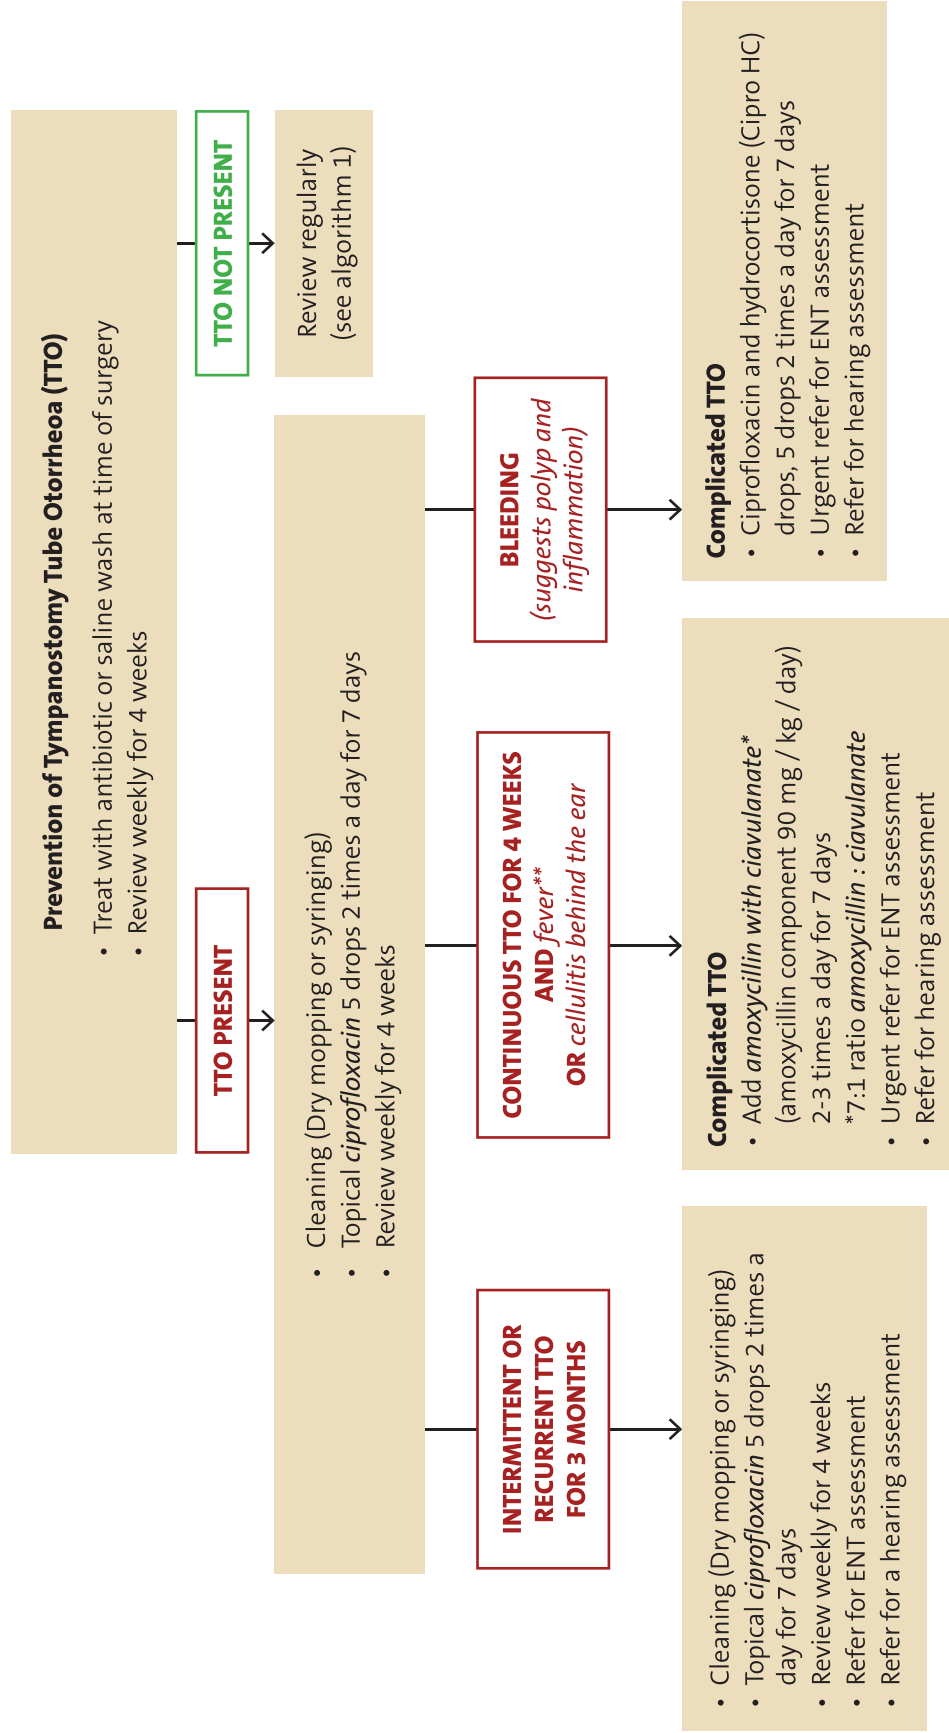 Prevention of Tympanostomy Tube Otorrheoa (TTO)
• Treat with antibiotic or saline wash at time of surgery
• Review weekly for 4 weeks
TTO PRESENT
TTO NOT PRESENT
• Cleaning (Dry mopping or syringing)
• Topical ciprofloxacin 5 drops 2 times a day for 7 days
• Review weekly for 4 weeks
Review regularly
(see algorithm 1)
INTERMITTENT OR
RECURRENT TTO
FOR 3 MONTHS
CONTINUOUS TTO FOR 4 WEEKS
AND fever**
OR cellulitis behind the ear
BLEEDING
(suggests polyp and
inflammation)
• Cleaning (Dry mopping or syringing)
• Topical ciprofloxacin 5 drops 2 times a
day for 7 days
• Review weekly for 4 weeks
• Refer for ENT assessment
• Refer for a hearing assessment
Complicated TTO
• Add amoxycillin with ciavulanate*
(amoxycillin component 90 mg / kg / day)
2-3 times a day for 7 days
*7:1 ratio amoxycillin : ciavulanate
• Urgent refer for ENT assessment
• Refer for hearing assessment
Complicated TTO
• Ciprofloxacin and hydrocortisone (Cipro HC)
drops, 5 drops 2 times a day for 7 days
• Urgent refer for ENT assessment
• Refer for hearing assessment